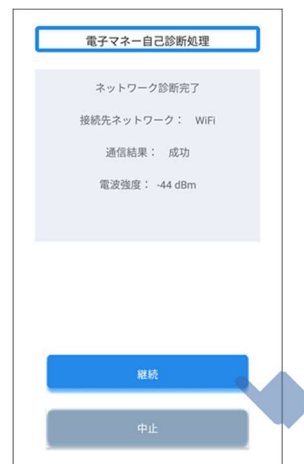 電子マネー自己診断処理
ネットワーク診断完了
接続先ネットワーク： WiFi
通信結果： 成功
電波強度： -44 dBm
継続
中止